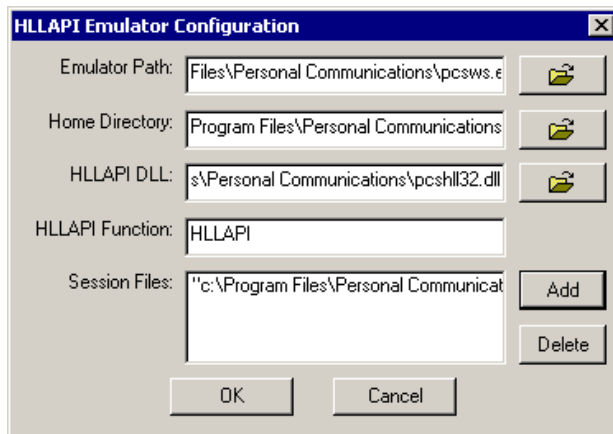 HLLAPI Emulator Configuration
Emulator Path: Files\Personal Communications\pcsws.e
Home Directory: Program Files\Personal Communications
HLLAPI DLL: s\Personal Communications\pcshll32.dll
HLLAPI Function: HLLAPI
Session Files: "c:\Program Files\Personal Communicat
Add
Delete
OK Cancel